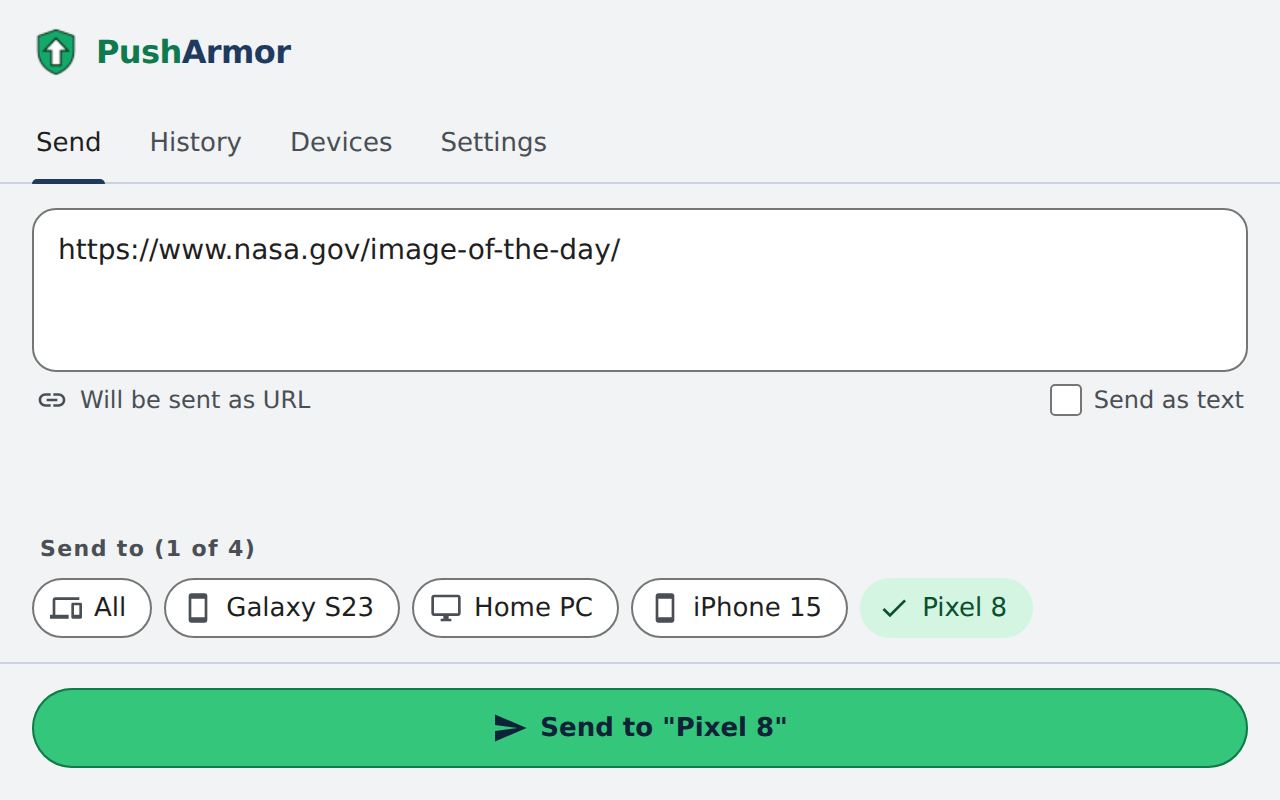 PushArmor
Send History Devices Settings
https://www.nasa.gov/image-of-the-day/
Will be sent as URL
Send as text
Send to (1 of 4)
All Galaxy S23 Home PC iPhone 15 Pixel 8
Send to "Pixel 8"